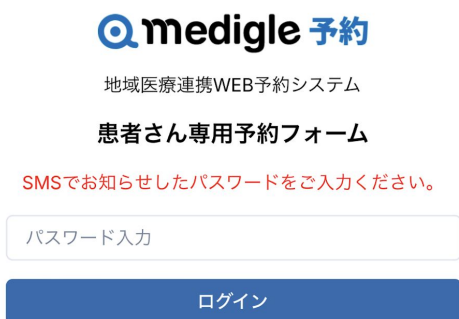 medigle 予約
地域医療連携WEB予約システム
患者さん専用予約フォーム
SMSでお知らせしたパスワードをご入力ください。
パスワード入力
ログイン